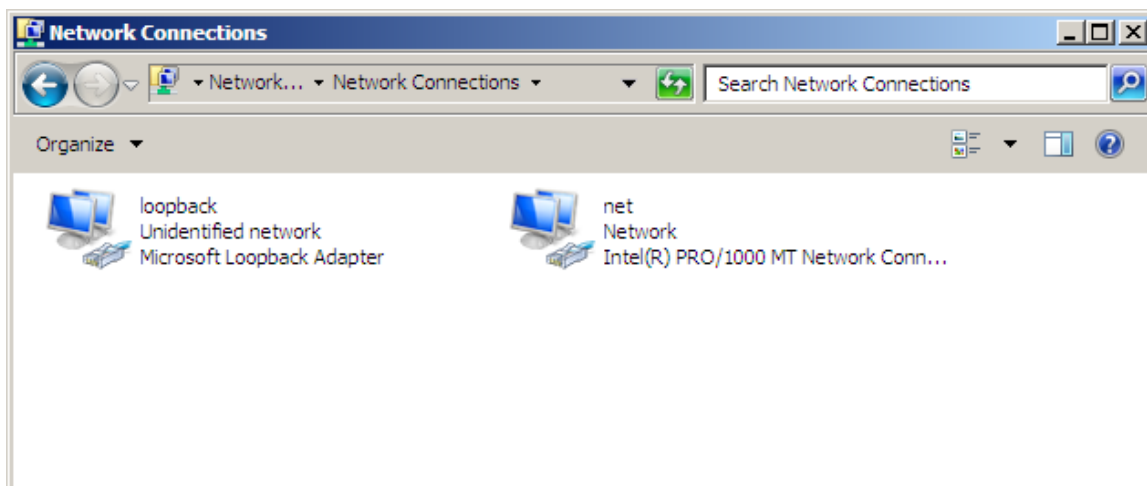 Network Connections
Network... Network Connections
Search Network Connections
Organize
loopback
Unidentified network
Microsoft Loopback Adapter
net
Network
Intel(R) PRO/1000 MT Network Conn...